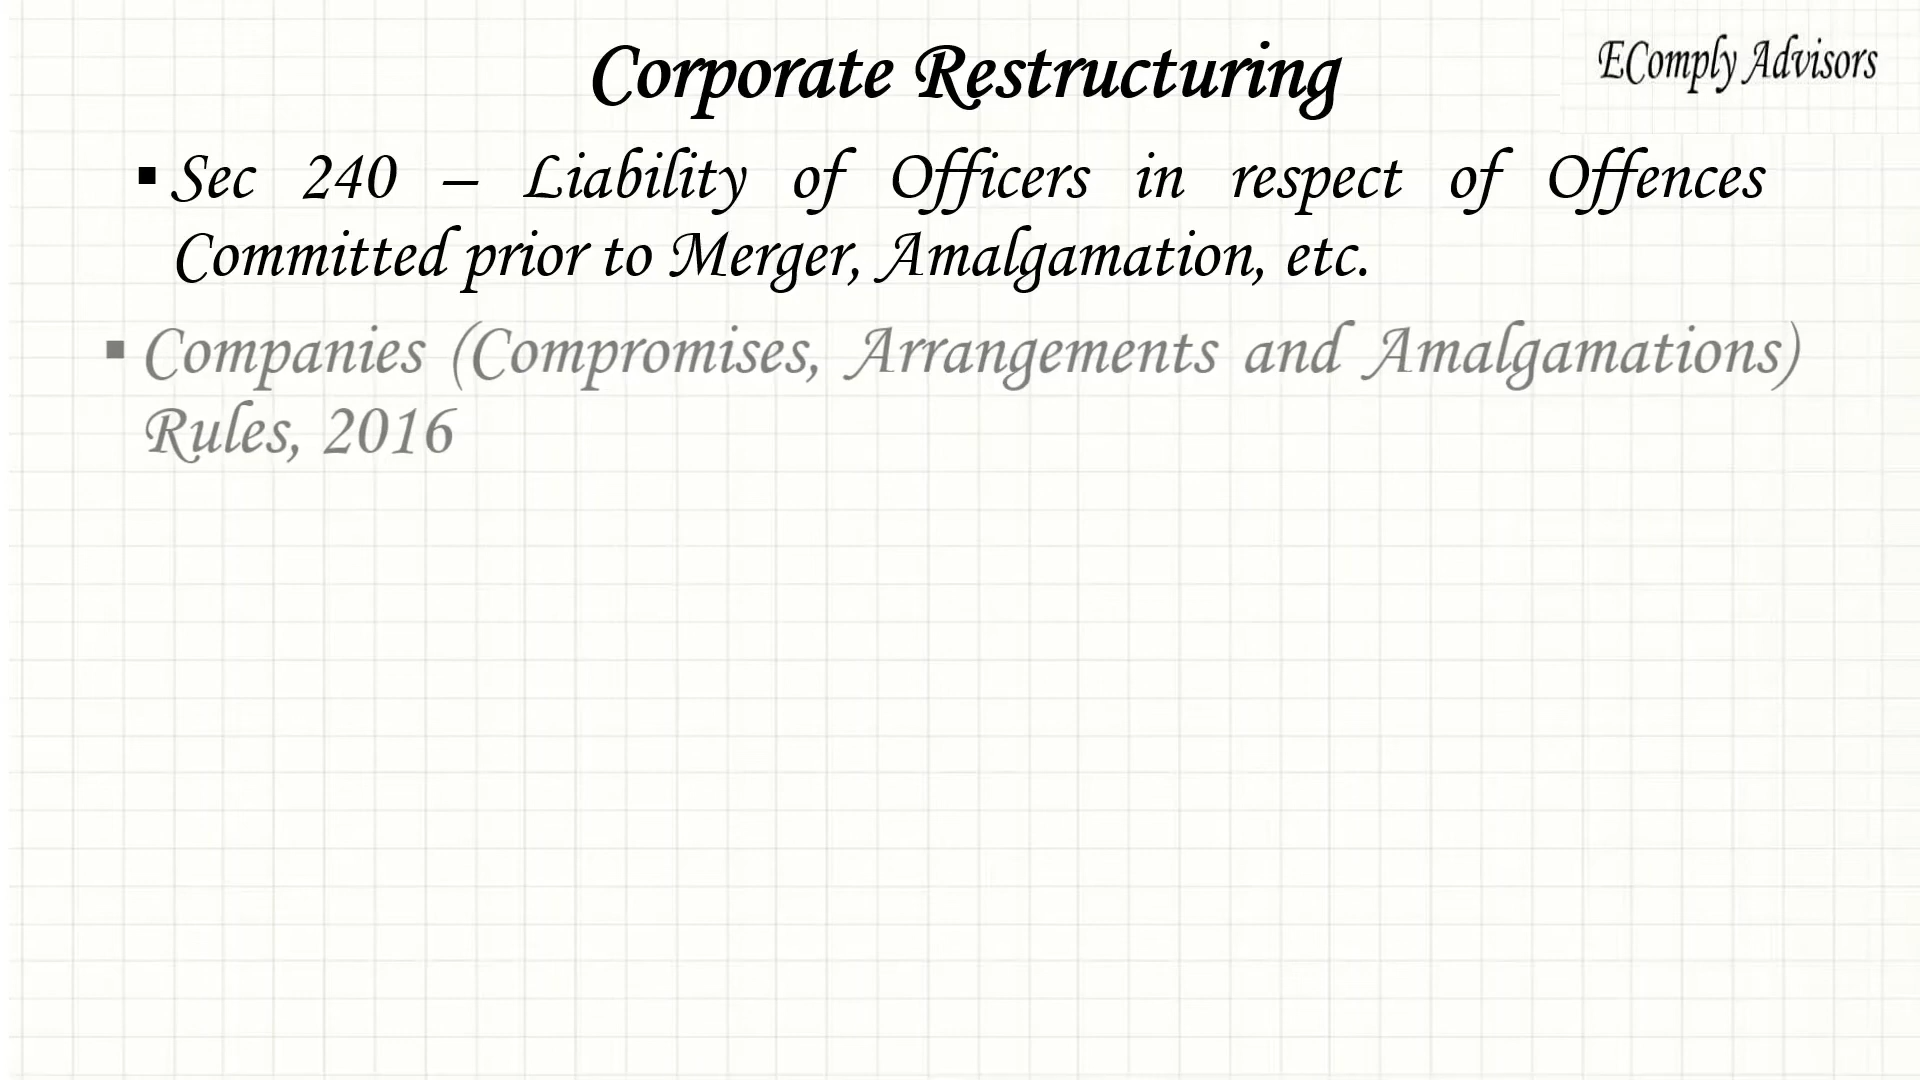 Corporate Restructuring
EComply Advisors
▪ Sec 240 – Liability of Officers in respect of Offences
Committed prior to Merger, Amalgamation, etc.
▪ Companies (Compromises, Arrangements and Amalgamations)
Rules, 2016